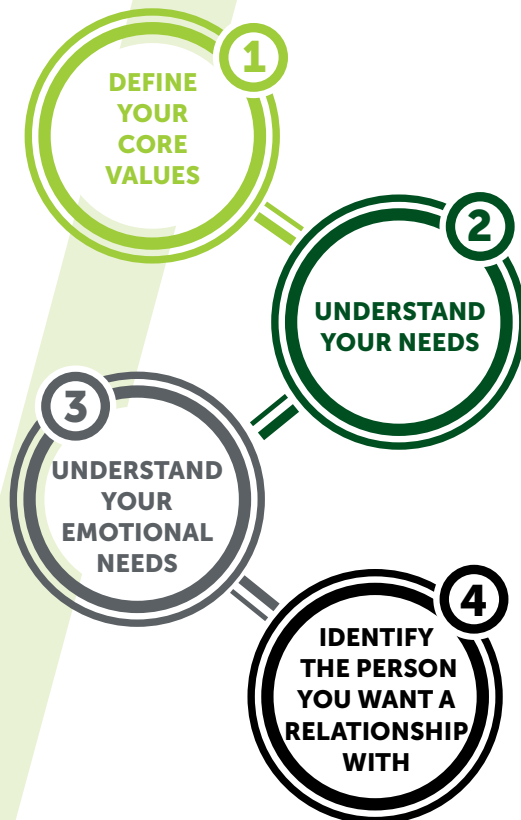 1
DEFINE
YOUR
CORE
VALUES
2
UNDERSTAND
YOUR NEEDS
3
UNDERSTAND
YOUR
EMOTIONAL
NEEDS
4
IDENTIFY
THE PERSON
YOU WANT A
RELATIONSHIP
WITH